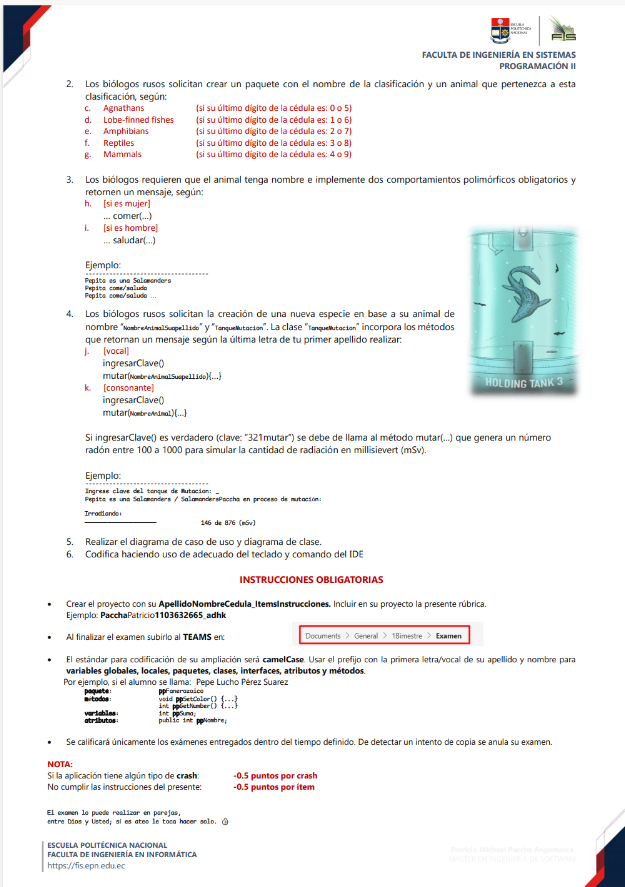 ESCUELA
POLITÉCNICA
NACIONAL
FACULTA DE INGENIERÍA EN SISTEMAS
PROGRAMACIÓN II
2. Los biólogos rusos solicitan crear un paquete con el nombre de la clasificación y un animal que pertenezca a esta
clasificación, según:
c. Agnathans (si su último dígito de la cédula es: 0 o 5)
d. Lobe-finned fishes (si su último dígito de la cédula es: 1 o 6)
e. Amphibians (si su último dígito de la cédula es: 2 o 7)
f. Reptiles (si su último dígito de la cédula es: 3 o 8)
g. Mammals (si su último dígito de la cédula es: 4 o 9)
3. Los biólogos requieren que el animal tenga nombre e implemente dos comportamientos polimórficos obligatorios y
retornen un mensaje, según:
h. [si es mujer]
... comer(...)
i. [si es hombre]
... saludar(...)
Ejemplo:
-----------------------------------
Pepita es una Salamanders
Pepita come/saluda
Pepita come/saluda ...
4. Los biólogos rusos solicitan la creación de una nueva especie en base a su animal de
nombre "NombreAnimalSuapellido" y "TanqueMutacion". La clase "TanqueMutacion" incorpora los métodos
que retornan un mensaje según la última letra de tu primer apellido realizar:
j. [vocal]
ingresarClave()
mutar(NombreAnimalSuapellido){...}
k. [consonante]
ingresarClave()
mutar(NombreAnimal){...}
HOLDING TANK 3
Si ingresarClave() es verdadero (clave: "321mutar") se debe de llama al método mutar(...) que genera un número
radón entre 100 a 1000 para simular la cantidad de radiación en millisievert (mSv).
Ejemplo:
-----------------------------------
Ingrese clave del tanque de Mutacion: _
Pepita es una Salamanders / SalamandersPaccha en proceso de mutación:
Irradiando:
146 de 876 (mSv)
5. Realizar el diagrama de caso de uso y diagrama de clase.
6. Codifica haciendo uso de adecuado del teclado y comando del IDE
INSTRUCCIONES OBLIGATORIAS
• Crear el proyecto con su ApellidoNombreCedula_ItemsInstrucciones. Incluir en su proyecto la presente rúbrica.
Ejemplo: PacchaPatricio1103632665_adhk
• Al finalizar el examen subirlo al TEAMS en:
Documents > General > 1Bimestre > Examen
• El estándar para codificación de su ampliación será camelCase. Usar el prefijo con la primera letra/vocal de su apellido y nombre para
variables globales, locales, paquetes, clases, interfaces, atributos y métodos.
Por ejemplo, si el alumno se llama: Pepe Lucho Pérez Suarez
paquete: ppFanerozoico
métodos: void ppSetColor() {...}
int ppGetNumber() {...}
variables: int ppSuma;
atributos: public int ppNombre;
• Se calificará únicamente los exámenes entregados dentro del tiempo definido. De detectar un intento de copia se anula su examen.
NOTA:
Si la aplicación tiene algún tipo de crash: -0.5 puntos por crash
No cumplir las instrucciones del presente: -0.5 puntos por ítem
El examen lo puede realizar en parejas,
entre Dios y Usted; si es ateo le toca hacer solo.
ESCUELA POLITÉCNICA NACIONAL
FACULTAD DE INGENIERÍA EN INFORMÁTICA
https://fis.epn.edu.ec